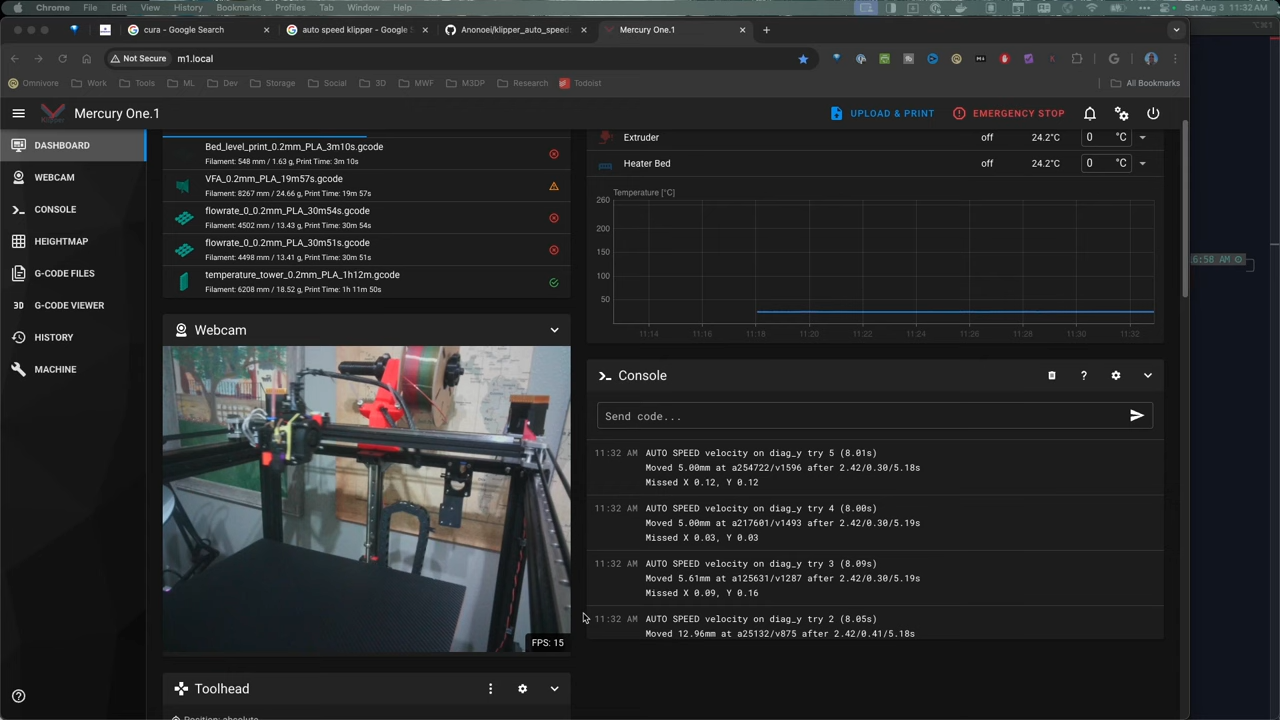 Chrome File Edit View History Bookmarks Profiles Tab Window Help Sat Aug 3 11:32 AM
cura - Google Search
auto speed klipper - Google S
Anonoei/klipper_auto_speed:
Mercury One.1
Not Secure m1.local
Omnivore Work Taxes ML Dev Storage Social 3D MWF M3DP Research Todoist All Bookmarks
Klipper
Mercury One.1
UPLOAD & PRINT
EMERGENCY STOP
DASHBOARD
WEBCAM
CONSOLE
HEIGHTMAP
G-CODE FILES
3D G-CODE VIEWER
HISTORY
MACHINE
Bed_level_print_0.2mm_PLA_3m10s.gcode
Filament: 548 mm / 1.63 g, Print Time: 3m 10s
VFA_0.2mm_PLA_19m57s.gcode
Filament: 8267 mm / 24.66 g, Print Time: 19m 57s
flowrate_0_0.2mm_PLA_30m54s.gcode
Filament: 4502 mm / 13.43 g, Print Time: 30m 54s
flowrate_0_0.2mm_PLA_30m51s.gcode
Filament: 4498 mm / 13.41 g, Print Time: 30m 51s
temperature_tower_0.2mm_PLA_1h12m.gcode
Filament: 6208 mm / 18.52 g, Print Time: 1h 11m 50s
Webcam
FPS: 15
Toolhead
Position: absolute
Extruder off 24.2°C 0 °C
Heater Bed off 24.2°C 0 °C
Temperature [°C]
260
200
150
100
50
11:14 11:16 11:18 11:20 11:22 11:24 11:26 11:28 11:30 11:32
Console
Send code...
11:32 AM AUTO SPEED velocity on diag_y try 5 (8.01s)
Moved 5.00mm at a254722/v1596 after 2.42/0.30/5.18s
Missed X 0.12, Y 0.12
11:32 AM AUTO SPEED velocity on diag_y try 4 (8.00s)
Moved 5.00mm at a217601/v1493 after 2.42/0.30/5.19s
Missed X 0.03, Y 0.03
11:32 AM AUTO SPEED velocity on diag_y try 3 (8.09s)
Moved 5.61mm at a125631/v1287 after 2.42/0.30/5.19s
Missed X 0.09, Y 0.16
11:32 AM AUTO SPEED velocity on diag_y try 2 (8.05s)
Moved 12.96mm at a25132/v875 after 2.42/0.41/5.18s
6:58 AM